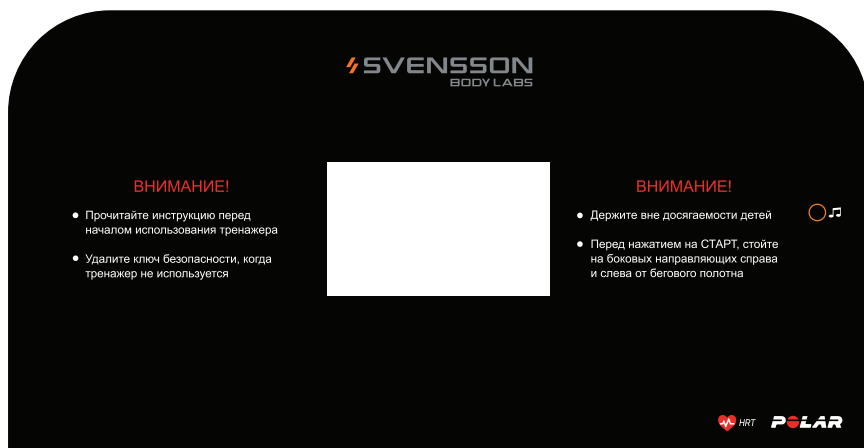 SVENSSON
BODY LABS
ВНИМАНИЕ!
● Прочитайте инструкцию перед
началом использования тренажера
● Удалите ключ безопасности, когда
тренажер не используется
ВНИМАНИЕ!
● Держите вне досягаемости детей
● Перед нажатием на СТАРТ, стойте
на боковых направляющих справа
и слева от бегового полотна
HRT
POLAR